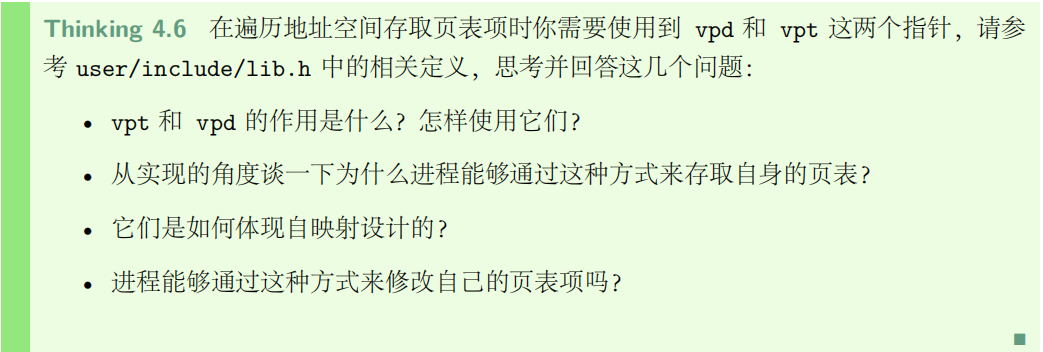 Thinking 4.6 在遍历地址空间存取页表项时你需要使用到 vpd 和 vpt 这两个指针，请参
考 user/include/lib.h 中的相关定义，思考并回答这几个问题：
• vpt 和 vpd 的作用是什么？怎样使用它们？
• 从实现的角度谈一下为什么进程能够通过这种方式来存取自身的页表？
• 它们是如何体现自映射设计的？
• 进程能够通过这种方式来修改自己的页表项吗？